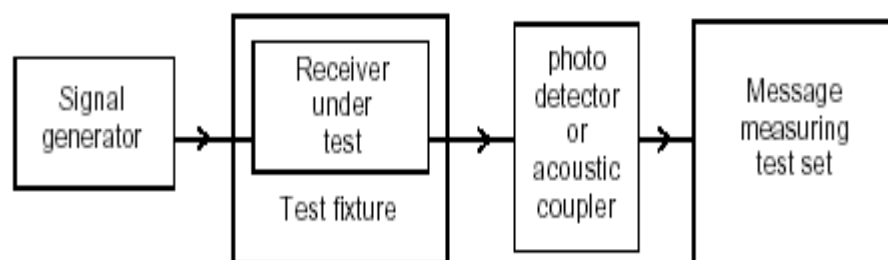 Signal
generator
Receiver
under
test
Test fixture
photo
detector
or
acoustic
coupler
Message
measuring
test set